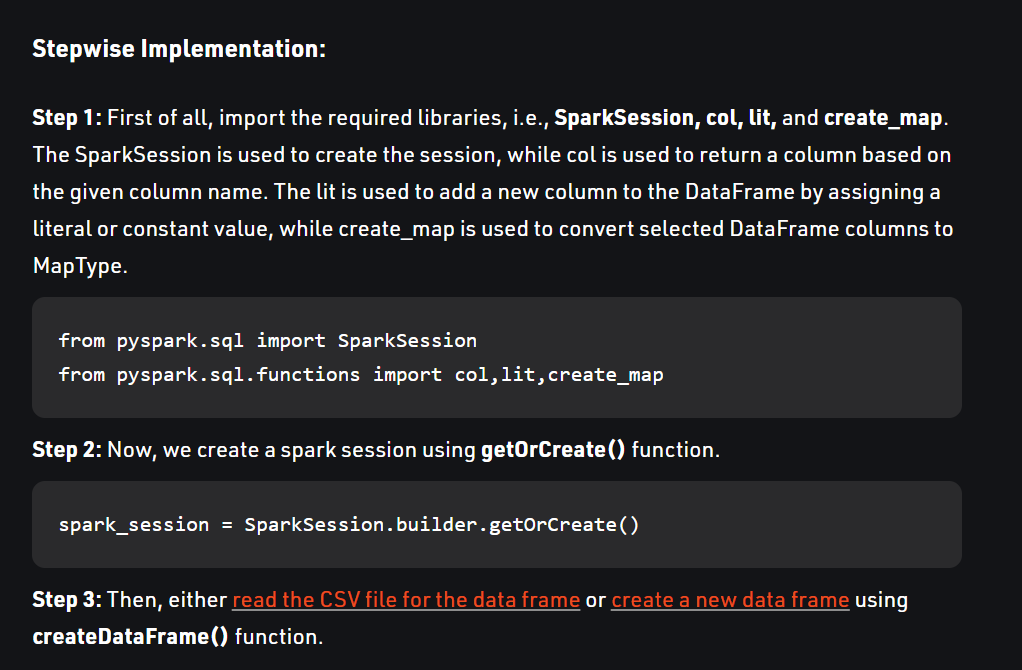 Stepwise Implementation:
Step 1: First of all, import the required libraries, i.e., SparkSession, col, lit, and create_map.
The SparkSession is used to create the session, while col is used to return a column based on
the given column name. The lit is used to add a new column to the DataFrame by assigning a
literal or constant value, while create_map is used to convert selected DataFrame columns to
MapType.
from pyspark.sql import SparkSession
from pyspark.sql.functions import col,lit,create_map
Step 2: Now, we create a spark session using getOrCreate() function.
spark_session = SparkSession.builder.getOrCreate()
Step 3: Then, either read the CSV file for the data frame or create a new data frame using
createDataFrame() function.